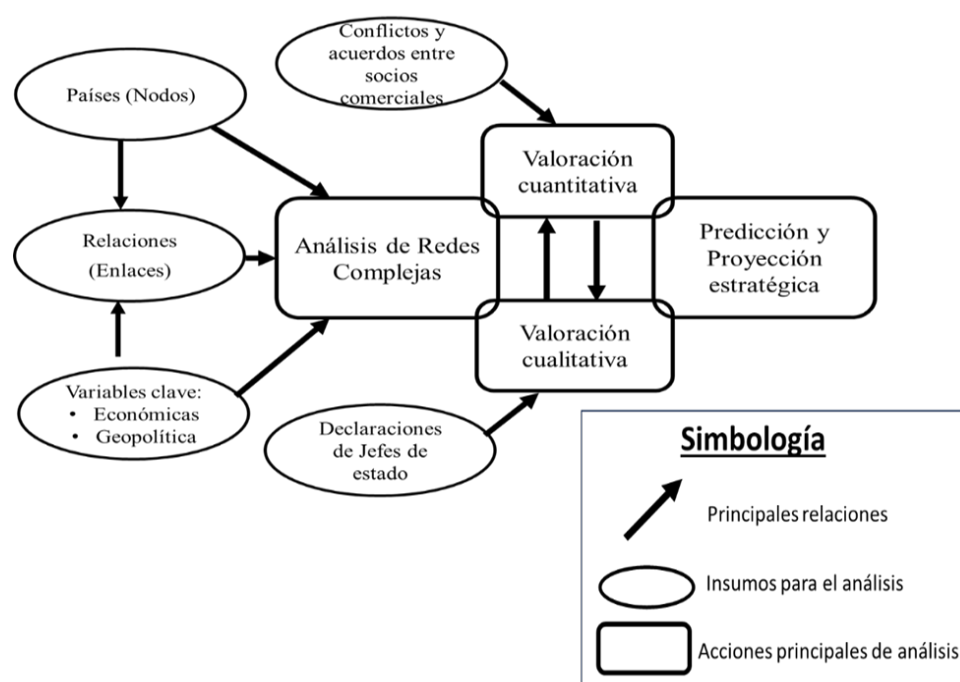 Conflictos y
acuerdos entre
socios
comerciales
Países (Nodos)
Valoración
cuantitativa
Relaciones
(Enlaces)
Análisis de Redes
Complejas
Predicción y
Proyección
estratégica
Valoración
cualitativa
Variables clave:
• Económicas
• Geopolítica
Declaraciones
de Jefes de
estado
Simbología
Principales relaciones
Insumos para el análisis
Acciones principales de análisis